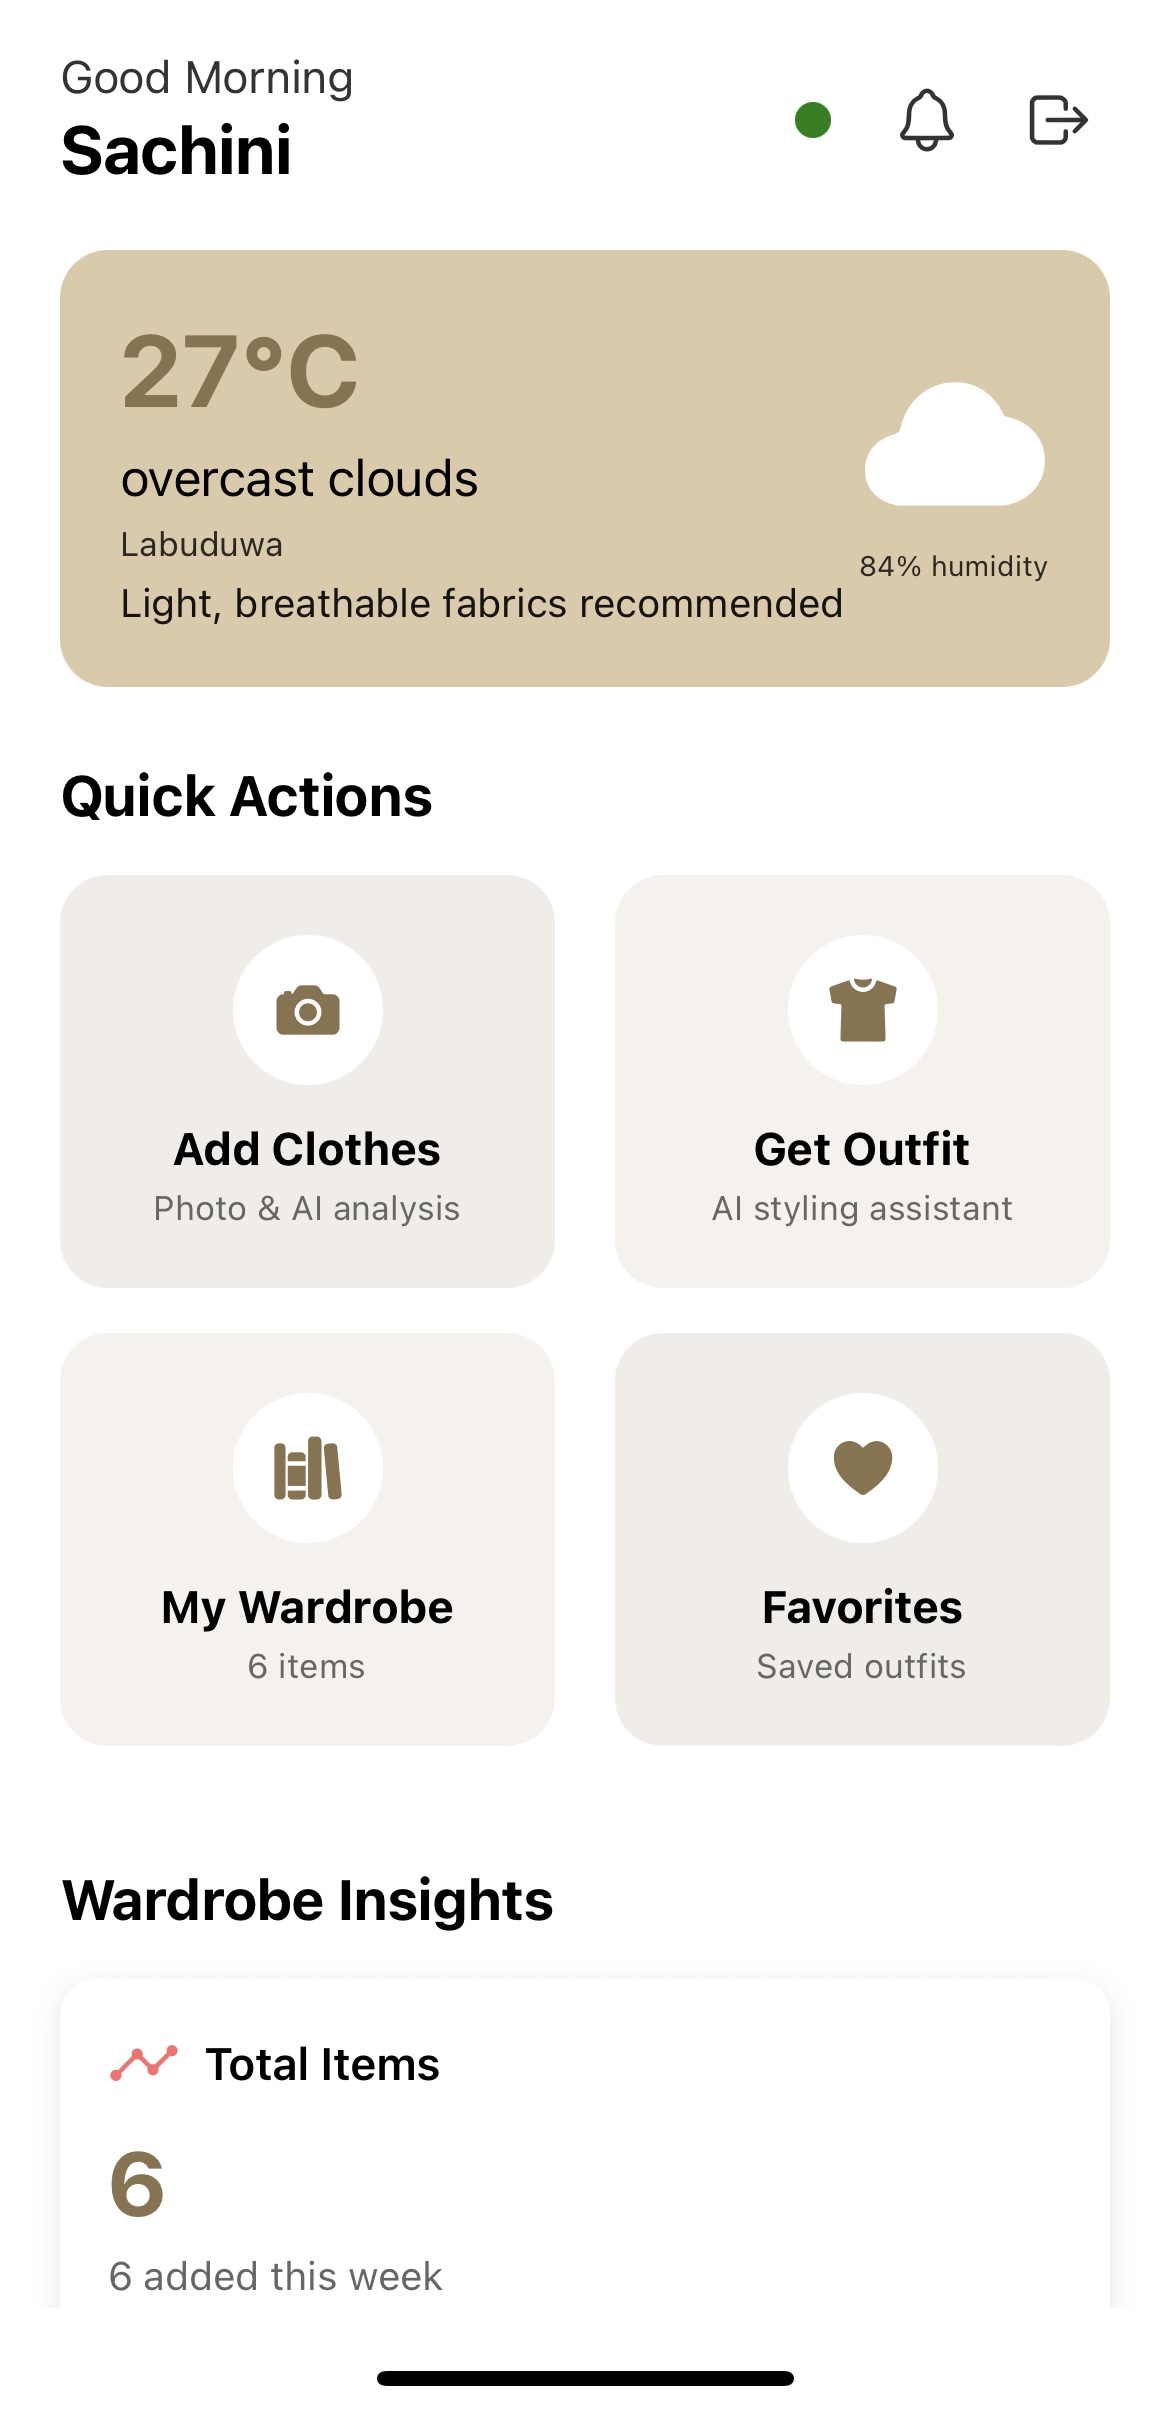 Good Morning
Sachini
27°C
overcast clouds
Labuduwa
84% humidity
Light, breathable fabrics recommended
Quick Actions
Add Clothes
Photo & AI analysis
Get Outfit
AI styling assistant
My Wardrobe
6 items
Favorites
Saved outfits
Wardrobe Insights
Total Items
6
6 added this week